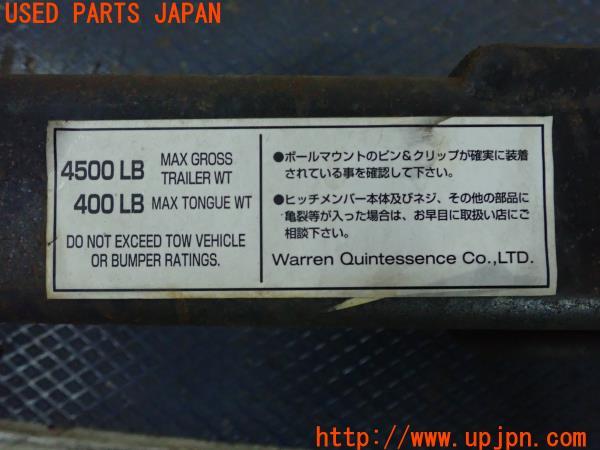 USED PARTS JAPAN
4500 LB MAX GROSS TRAILER WT
400 LB MAX TONGUE WT
DO NOT EXCEED TOW VEHICLE
OR BUMPER RATINGS.
●ボールマウントのピン&クリップが確実に装着
されている事を確認して下さい。
●ヒッチメンバー本体及びネジ、その他の部品に
亀裂等が入った場合は、お早目に取扱い店にご
相談下さい。
Warren Quintessence Co.,LTD.
http://www.upjpn.com/